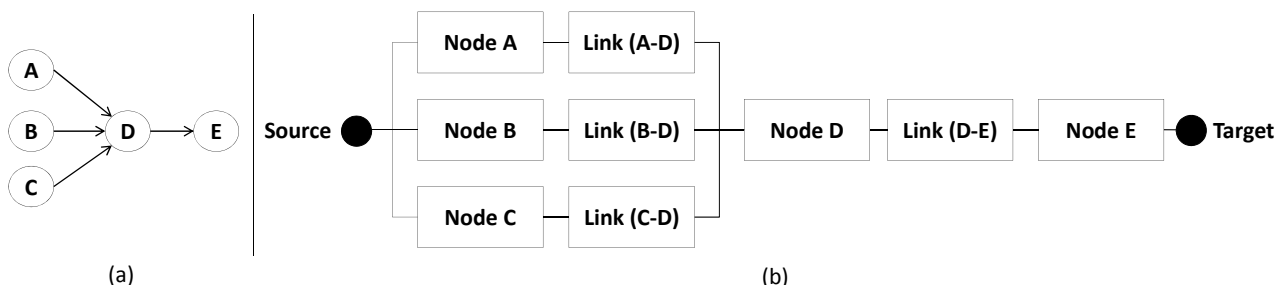 A
B
C
D
E
(a)
Source
Node A
Link (A-D)
Node B
Link (B-D)
Node C
Link (C-D)
Node D
Link (D-E)
Node E
Target
(b)